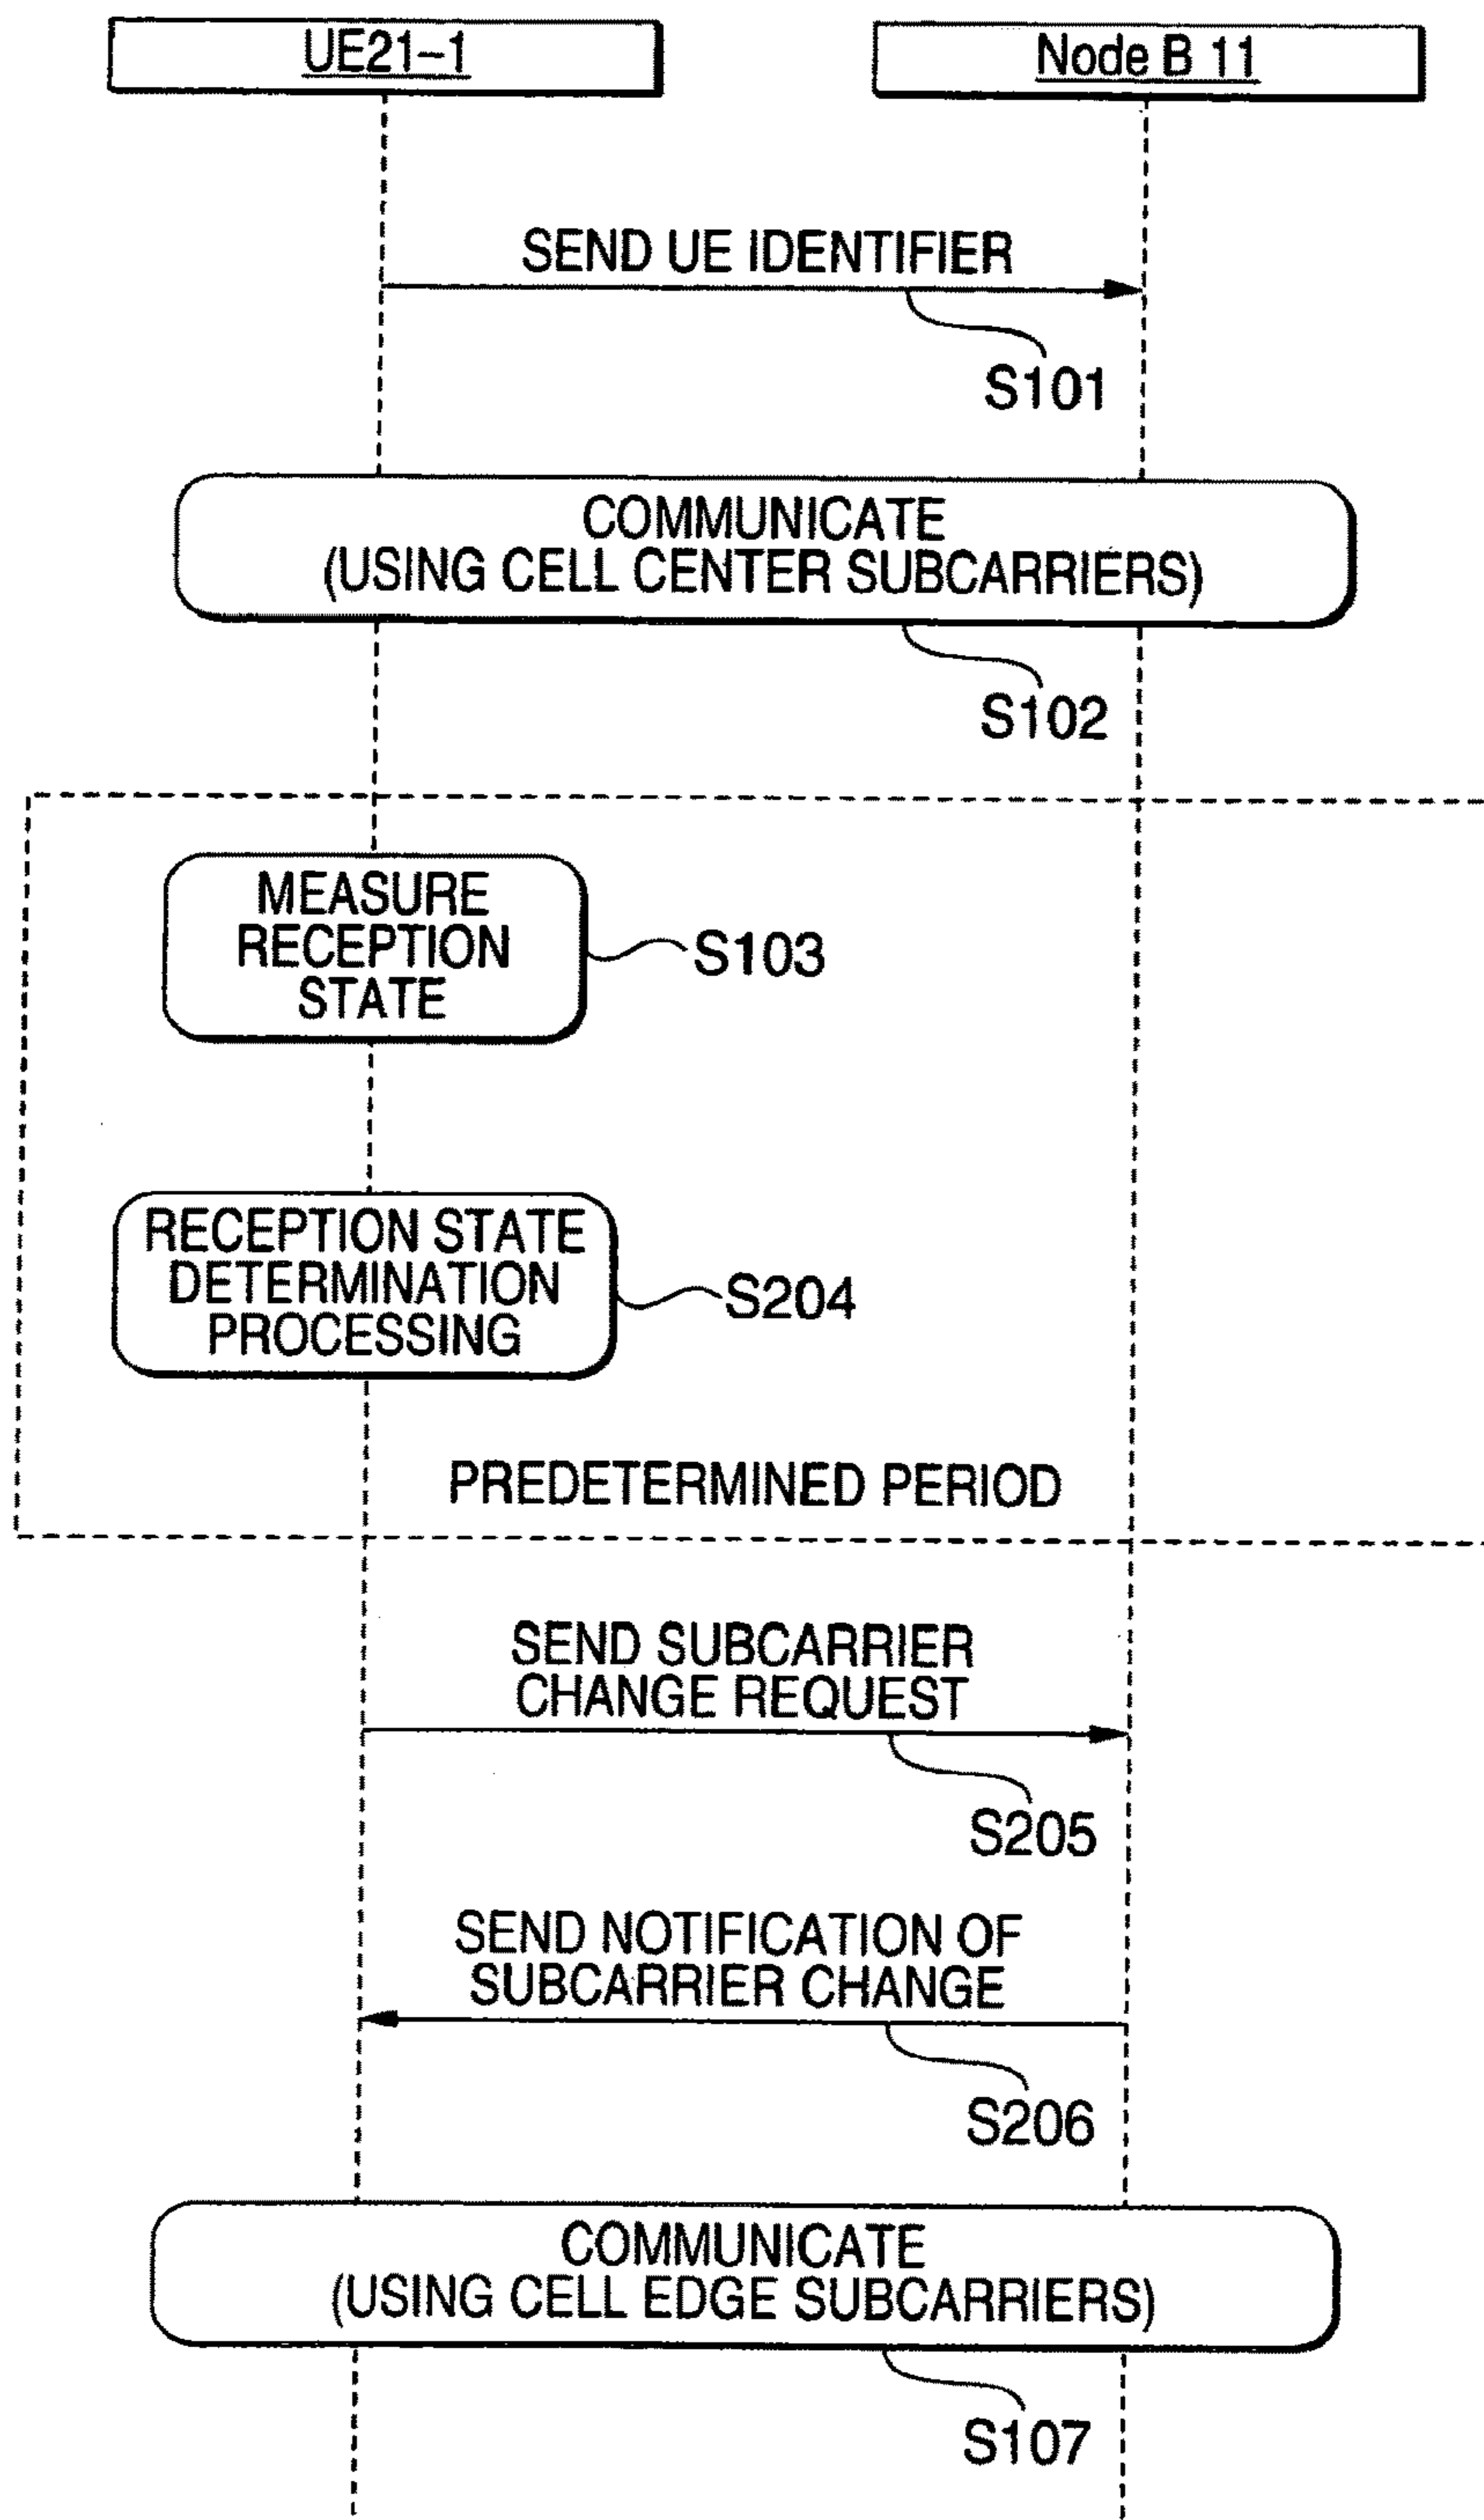 UE21-1
Node B 11
SEND UE IDENTIFIER
S101
COMMUNICATE
(USING CELL CENTER SUBCARRIERS)
S102
MEASURE
RECEPTION
STATE
S103
RECEPTION STATE
DETERMINATION
PROCESSING
S204
PREDETERMINED PERIOD
SEND SUBCARRIER
CHANGE REQUEST
S205
SEND NOTIFICATION OF
SUBCARRIER CHANGE
S206
COMMUNICATE
(USING CELL EDGE SUBCARRIERS)
S107